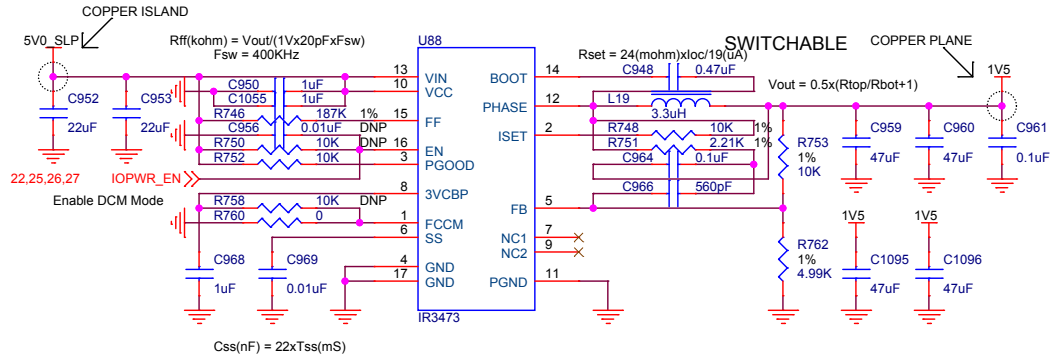 COPPER ISLAND
5V0_SLP
Rff(kohm) = Vout/(1Vx20pFxFsw)
Fsw = 400KHz
U88
Rset = 24(mohm)xIoc/19(uA)
SWITCHABLE
COPPER PLANE
1V5
Vout = 0.5x(Rtop/Rbot+1)
C952
22uF
C953
22uF
C950
1uF
C1055
1uF
R746
187K
1%
C956
0.01uF
DNP
R750
10K
R752
10K
22,25,26,27
IOPWR_EN
Enable DCM Mode
R758
10K
DNP
R760
0
C968
1uF
C969
0.01uF
13
VIN
10
VCC
15
FF
16
EN
3
PGOOD
8
3VCBP
1
FCCM
6
SS
4
GND
17
GND
BOOT
14
PHASE
12
ISET
2
FB
5
NC1
7
NC2
9
PGND
11
IR3473
C948
0.47uF
L19
3.3uH
R748
10K
1%
R751
2.21K
1%
C964
0.1uF
C966
560pF
R753
1%
10K
R762
1%
4.99K
C959
47uF
C960
47uF
C961
0.1uF
1V5
C1095
47uF
1V5
C1096
47uF
Css(nF) = 22xTss(mS)